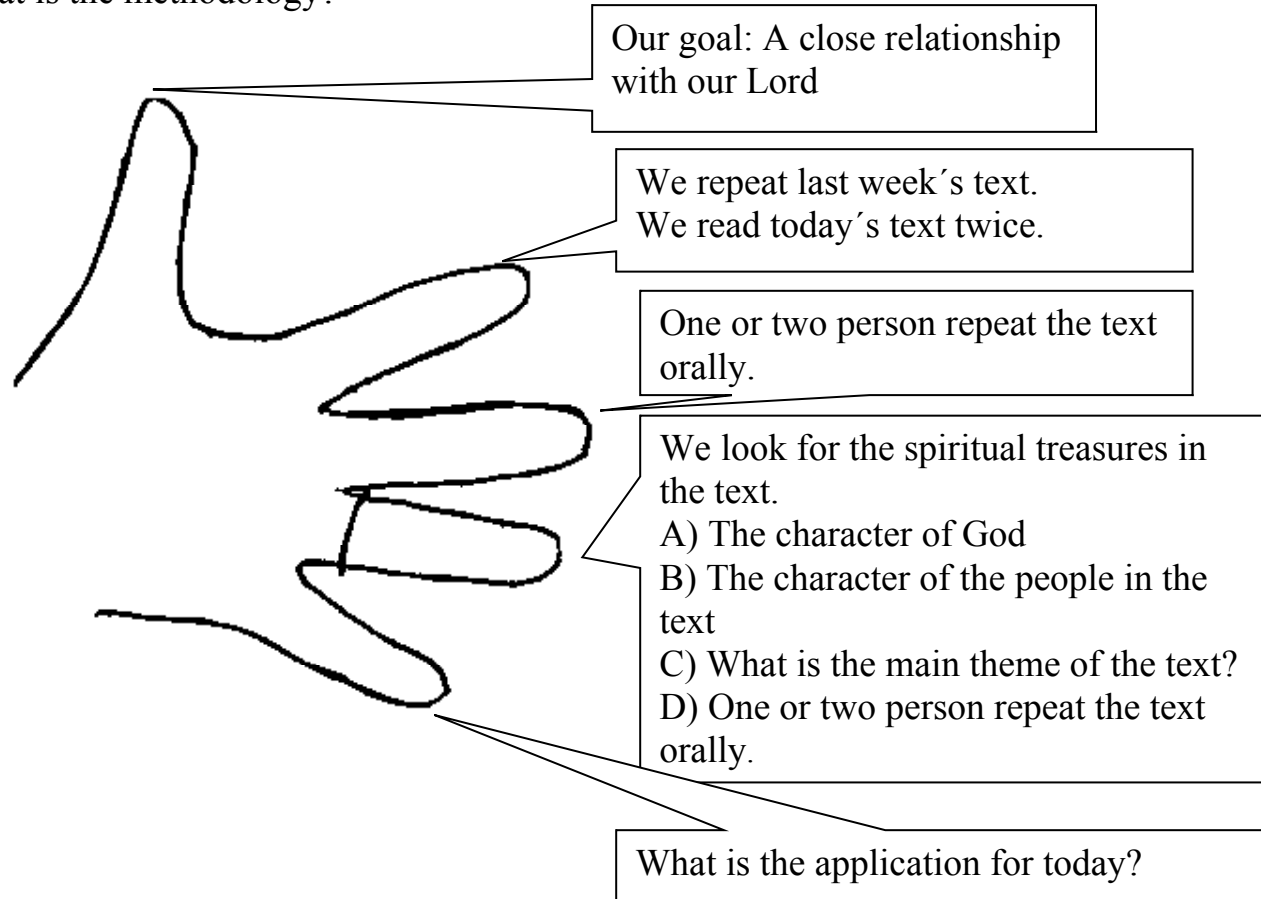 at is the methodology?
Our goal: A close relationship
with our Lord
We repeat last week´s text.
We read today´s text twice.
One or two person repeat the text
orally.
We look for the spiritual treasures in
the text.
A) The character of God
B) The character of the people in the
text
C) What is the main theme of the text?
D) One or two person repeat the text
orally.
What is the application for today?